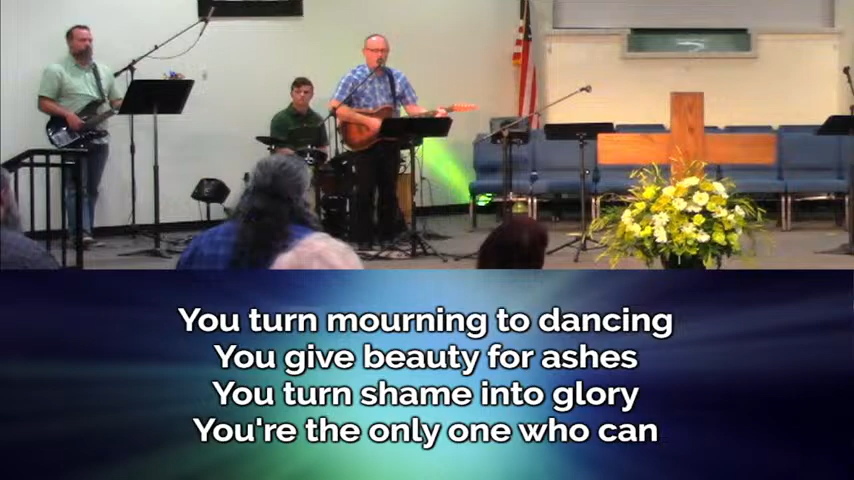 You turn mourning to dancing
You give beauty for ashes
You turn shame into glory
You're the only one who can